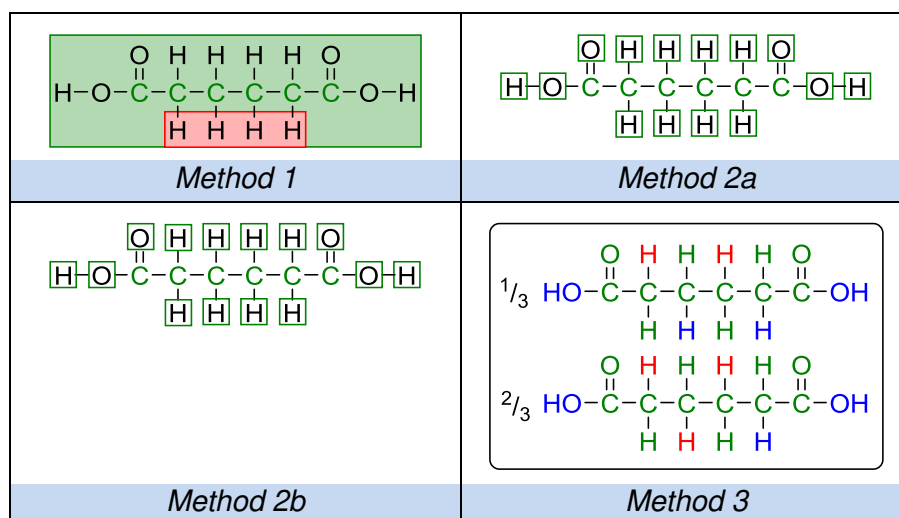 O H H H H O
H O C C C C C C O H
H H H H
Method 1
O H H H H O
H O C C C C C C O H
H H H H
Method 2a
O H H H H O
H O C C C C C C O H
H H H H
Method 2b
O H H H H O
1/3 HO C C C C C C OH
H H H H
O H H H H O
2/3 HO C C C C C C OH
H H H H
Method 3